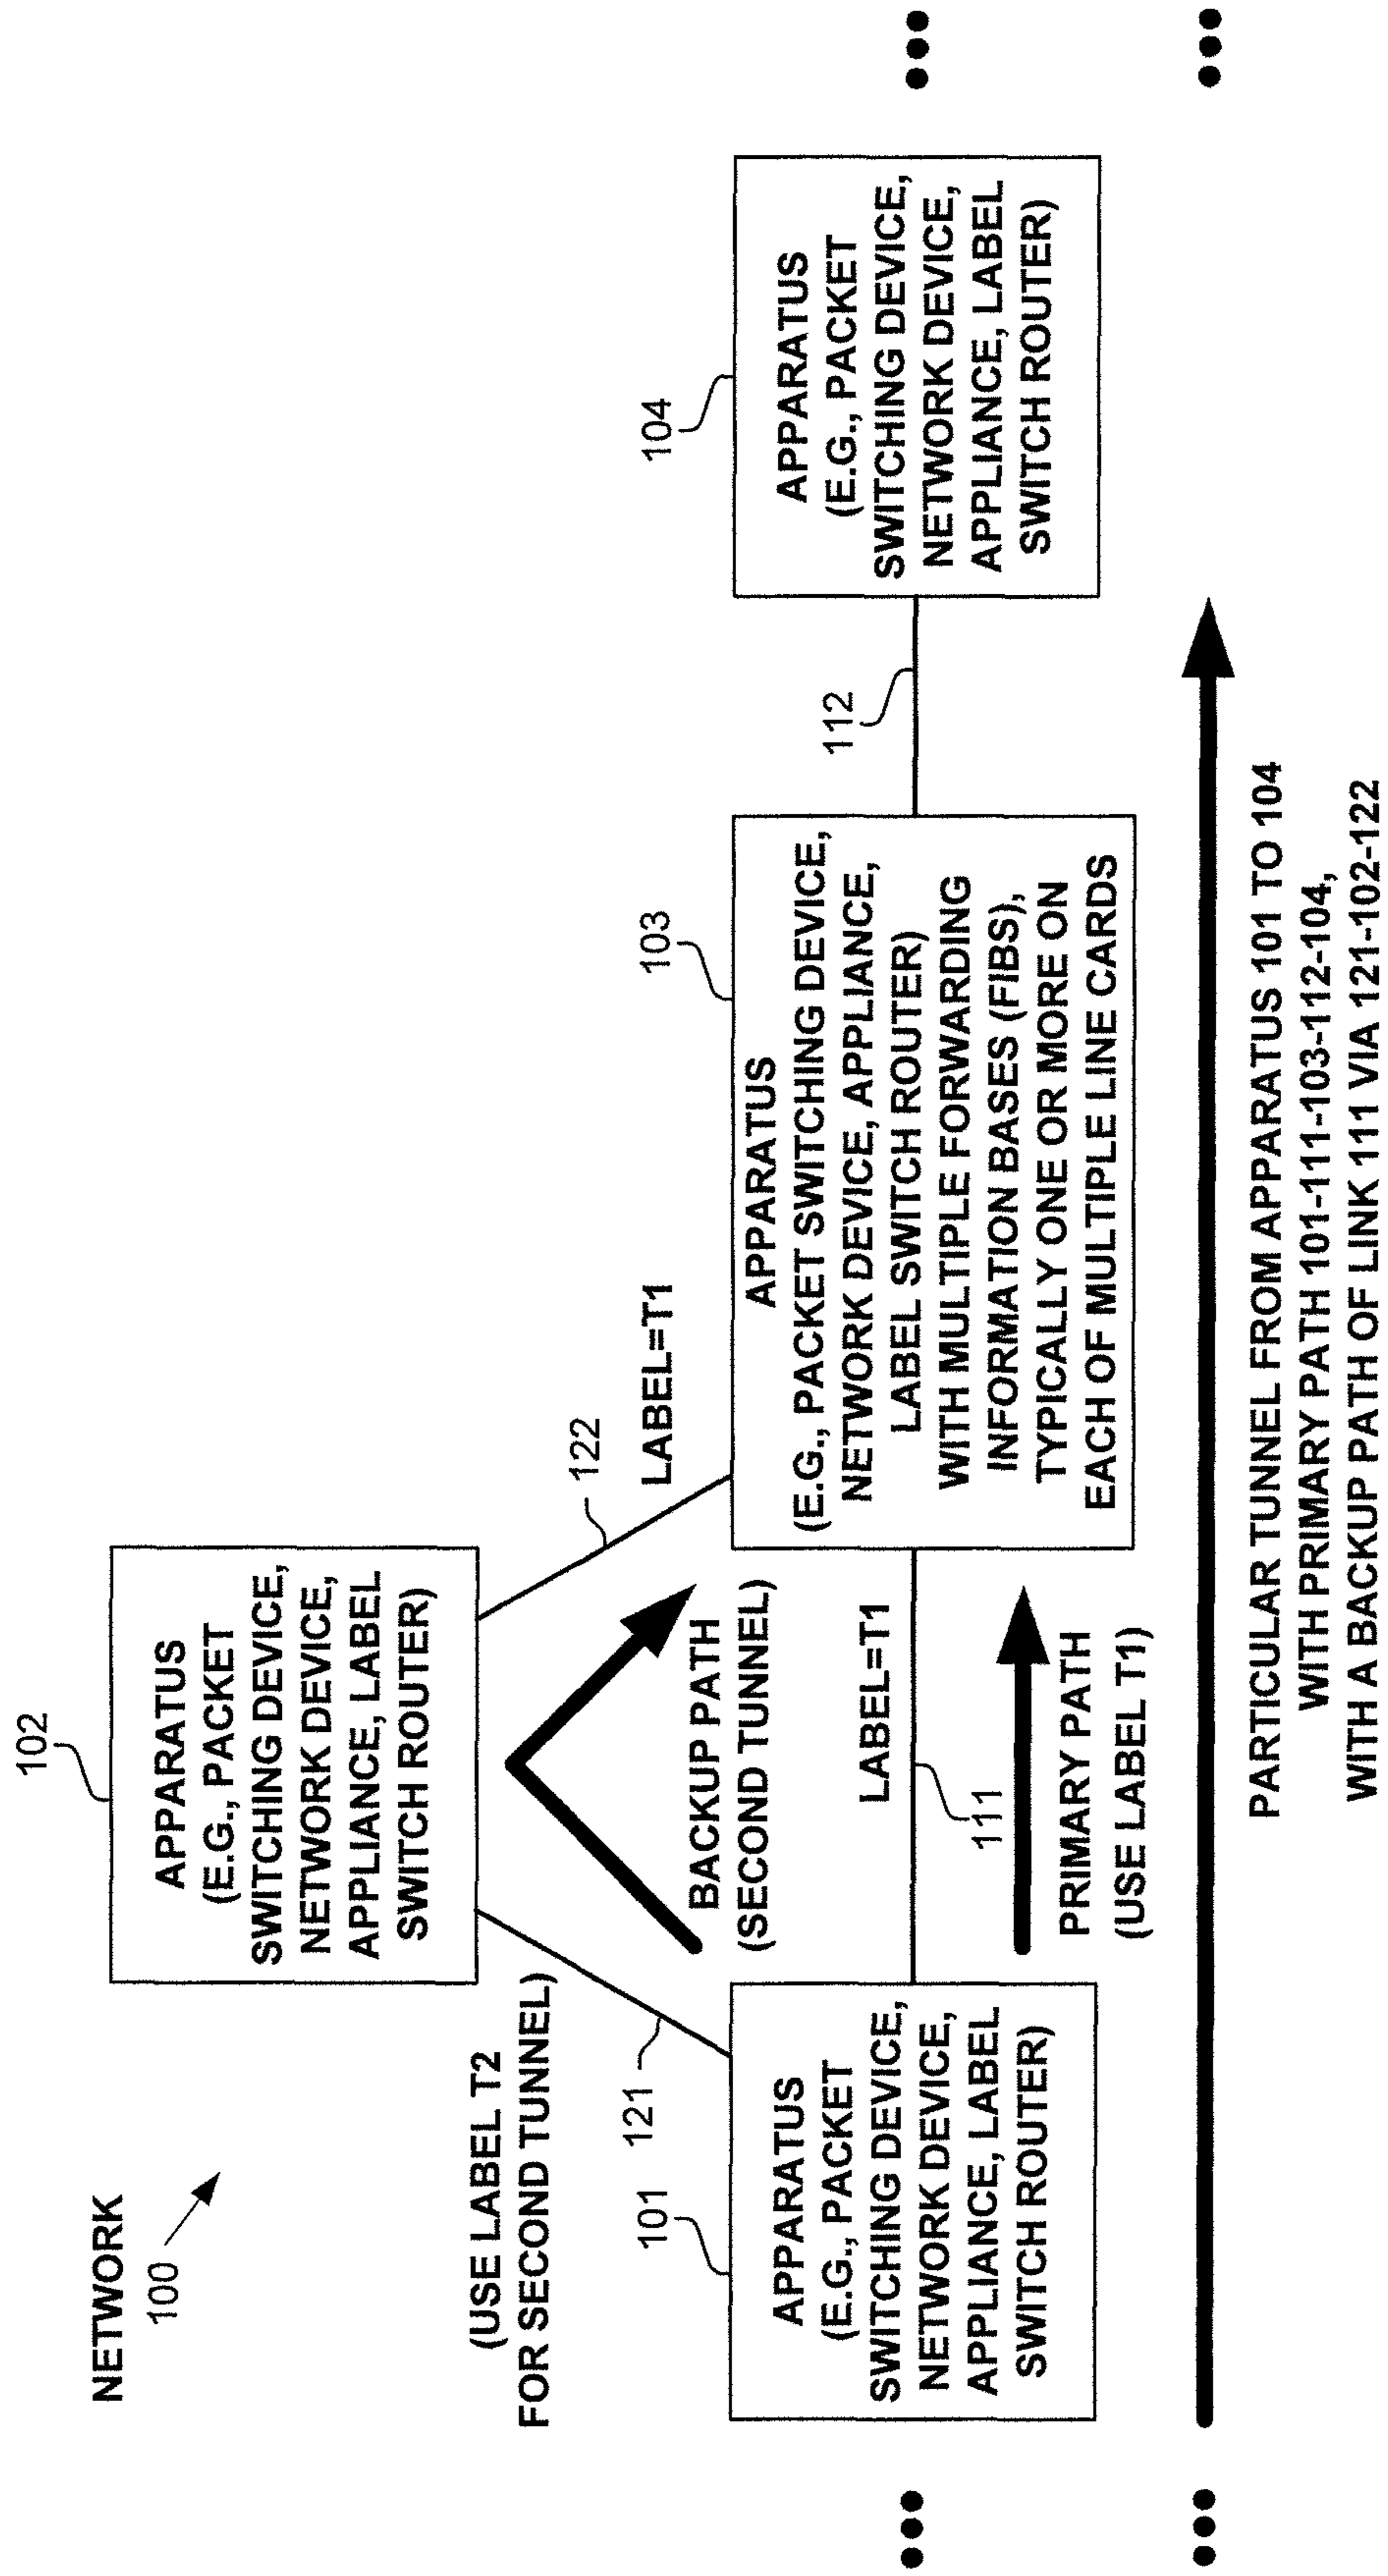 NETWORK
100
102
APPARATUS
(E.G., PACKET
SWITCHING DEVICE,
NETWORK DEVICE,
APPLIANCE, LABEL
SWITCH ROUTER)
(USE LABEL T2
FOR SECOND TUNNEL)
121
122
LABEL=T1
BACKUP PATH
(SECOND TUNNEL)
101
APPARATUS
(E.G., PACKET
SWITCHING DEVICE,
NETWORK DEVICE,
APPLIANCE, LABEL
SWITCH ROUTER)
LABEL=T1
111
PRIMARY PATH
(USE LABEL T1)
103
APPARATUS
(E.G., PACKET SWITCHING DEVICE,
NETWORK DEVICE, APPLIANCE,
LABEL SWITCH ROUTER)
WITH MULTIPLE FORWARDING
INFORMATION BASES (FIBS),
TYPICALLY ONE OR MORE ON
EACH OF MULTIPLE LINE CARDS
112
104
APPARATUS
(E.G., PACKET
SWITCHING DEVICE,
NETWORK DEVICE,
APPLIANCE, LABEL
SWITCH ROUTER)
PARTICULAR TUNNEL FROM APPARATUS 101 TO 104
WITH PRIMARY PATH 101-111-103-112-104,
WITH A BACKUP PATH OF LINK 111 VIA 121-102-122